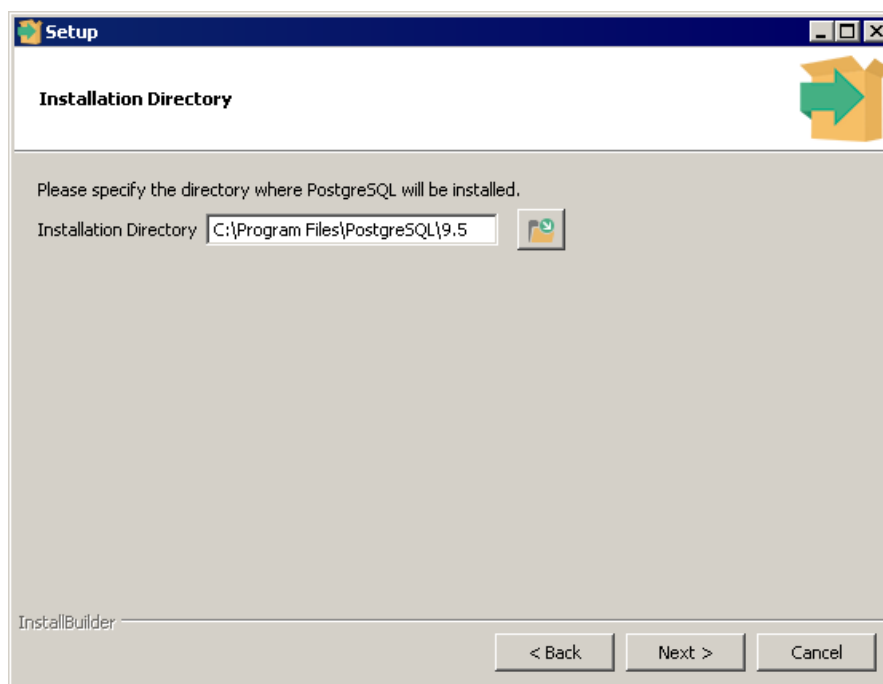 Setup
Installation Directory
Please specify the directory where PostgreSQL will be installed.
Installation Directory C:\Program Files\PostgreSQL\9.5
InstallBuilder
< Back Next > Cancel